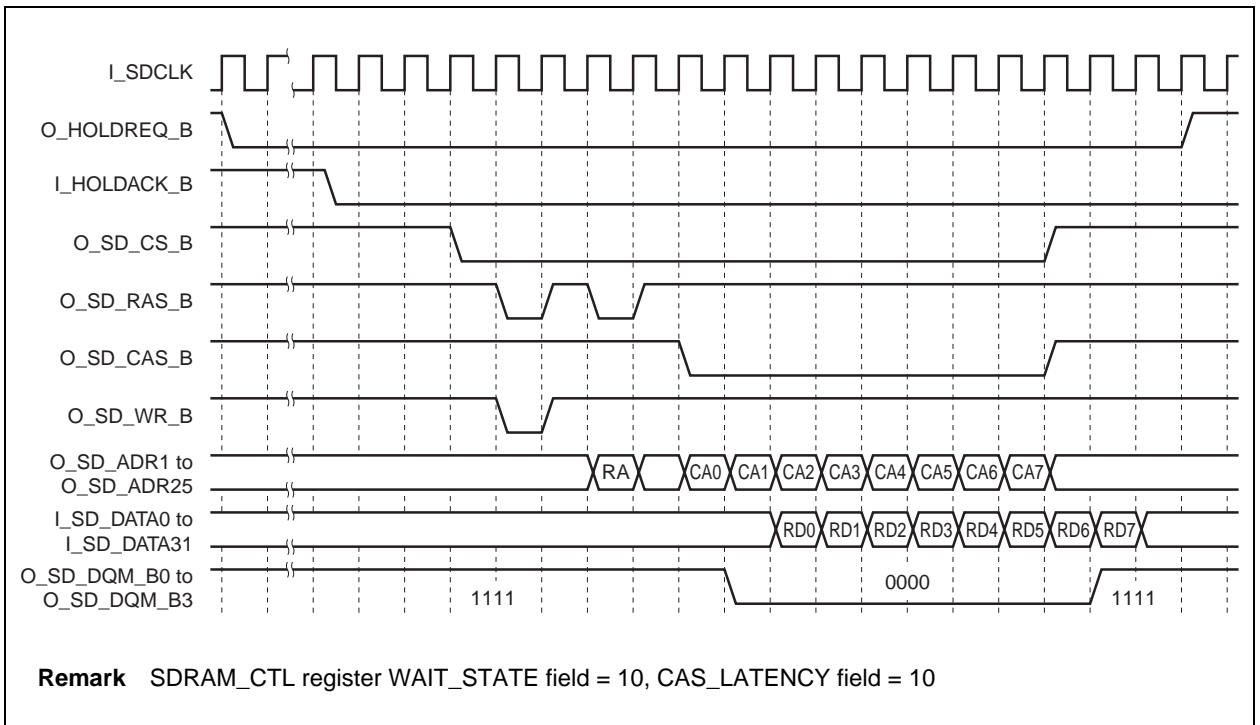 I_SDCLK
O_HOLDREQ_B
I_HOLDACK_B
O_SD_CS_B
O_SD_RAS_B
O_SD_CAS_B
O_SD_WR_B
O_SD_ADR1 to
O_SD_ADR25
RA CA0 CA1 CA2 CA3 CA4 CA5 CA6 CA7
I_SD_DATA0 to
I_SD_DATA31
RD0 RD1 RD2 RD3 RD4 RD5 RD6 RD7
O_SD_DQM_B0 to
O_SD_DQM_B3
1111 0000 1111
Remark SDRAM_CTL register WAIT_STATE field = 10, CAS_LATENCY field = 10